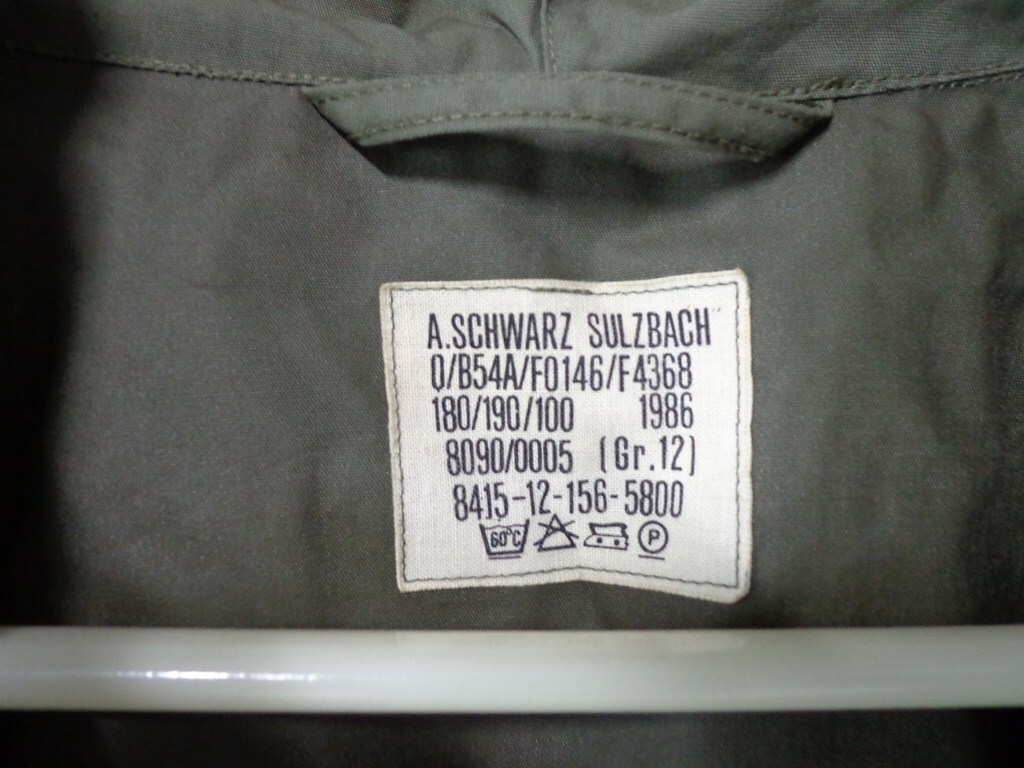 A.SCHWARZ SULZBACH
Q/B54A/F0146/F4368
180/190/100 1986
8090/0005 (Gr.12)
8415-12-156-5800
60°C P